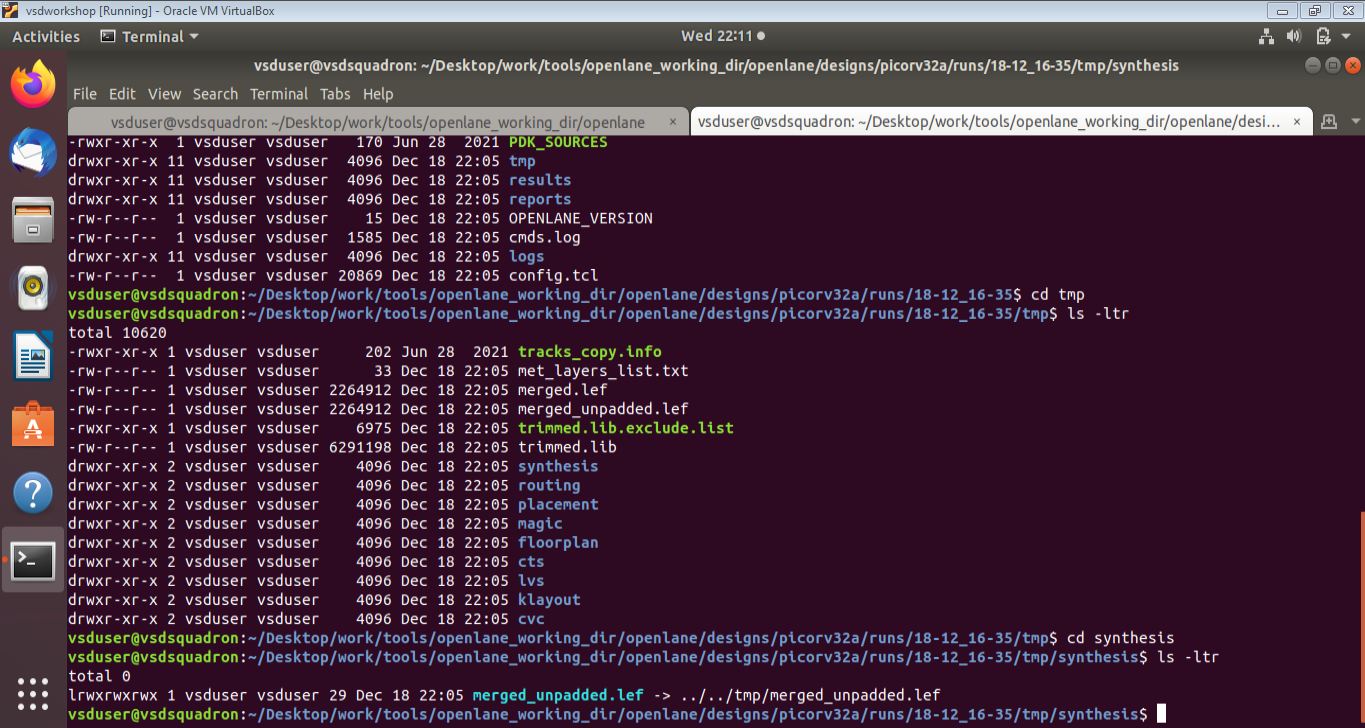 vsdworkshop [Running] - Oracle VM VirtualBox
Activities Terminal Wed 22:11
vsduser@vsdsquadron: ~/Desktop/work/tools/openlane_working_dir/openlane/designs/picorv32a/runs/18-12_16-35/tmp/synthesis
File Edit View Search Terminal Tabs Help
vsduser@vsdsquadron: ~/Desktop/work/tools/openlane_working_dir/openlane × vsduser@vsdsquadron: ~/Desktop/work/tools/openlane_working_dir/openlane/desi... ×
-rwxr-xr-x  1 vsduser vsduser   170 Jun 28  2021 PDK_SOURCES
drwxr-xr-x 11 vsduser vsduser  4096 Dec 18 22:05 tmp
drwxr-xr-x 11 vsduser vsduser  4096 Dec 18 22:05 results
drwxr-xr-x 11 vsduser vsduser  4096 Dec 18 22:05 reports
-rw-r--r--  1 vsduser vsduser    15 Dec 18 22:05 OPENLANE_VERSION
-rw-r--r--  1 vsduser vsduser  1585 Dec 18 22:05 cmds.log
drwxr-xr-x 11 vsduser vsduser  4096 Dec 18 22:05 logs
-rw-r--r--  1 vsduser vsduser 20869 Dec 18 22:05 config.tcl
vsduser@vsdsquadron:~/Desktop/work/tools/openlane_working_dir/openlane/designs/picorv32a/runs/18-12_16-35$ cd tmp
vsduser@vsdsquadron:~/Desktop/work/tools/openlane_working_dir/openlane/designs/picorv32a/runs/18-12_16-35/tmp$ ls -ltr
total 10620
-rwxr-xr-x 1 vsduser vsduser     202 Jun 28  2021 tracks_copy.info
-rw-r--r-- 1 vsduser vsduser      33 Dec 18 22:05 met_layers_list.txt
-rw-r--r-- 1 vsduser vsduser 2264912 Dec 18 22:05 merged.lef
-rw-r--r-- 1 vsduser vsduser 2264912 Dec 18 22:05 merged_unpadded.lef
-rwxr-xr-x 1 vsduser vsduser    6975 Dec 18 22:05 trimmed.lib.exclude.list
-rw-r--r-- 1 vsduser vsduser 6291198 Dec 18 22:05 trimmed.lib
drwxr-xr-x 2 vsduser vsduser    4096 Dec 18 22:05 synthesis
drwxr-xr-x 2 vsduser vsduser    4096 Dec 18 22:05 routing
drwxr-xr-x 2 vsduser vsduser    4096 Dec 18 22:05 placement
drwxr-xr-x 2 vsduser vsduser    4096 Dec 18 22:05 magic
drwxr-xr-x 2 vsduser vsduser    4096 Dec 18 22:05 floorplan
drwxr-xr-x 2 vsduser vsduser    4096 Dec 18 22:05 cts
drwxr-xr-x 2 vsduser vsduser    4096 Dec 18 22:05 lvs
drwxr-xr-x 2 vsduser vsduser    4096 Dec 18 22:05 klayout
drwxr-xr-x 2 vsduser vsduser    4096 Dec 18 22:05 cvc
vsduser@vsdsquadron:~/Desktop/work/tools/openlane_working_dir/openlane/designs/picorv32a/runs/18-12_16-35/tmp$ cd synthesis
vsduser@vsdsquadron:~/Desktop/work/tools/openlane_working_dir/openlane/designs/picorv32a/runs/18-12_16-35/tmp/synthesis$ ls -ltr
total 0
lrwxrwxrwx 1 vsduser vsduser 29 Dec 18 22:05 merged_unpadded.lef -> ../../tmp/merged_unpadded.lef
vsduser@vsdsquadron:~/Desktop/work/tools/openlane_working_dir/openlane/designs/picorv32a/runs/18-12_16-35/tmp/synthesis$